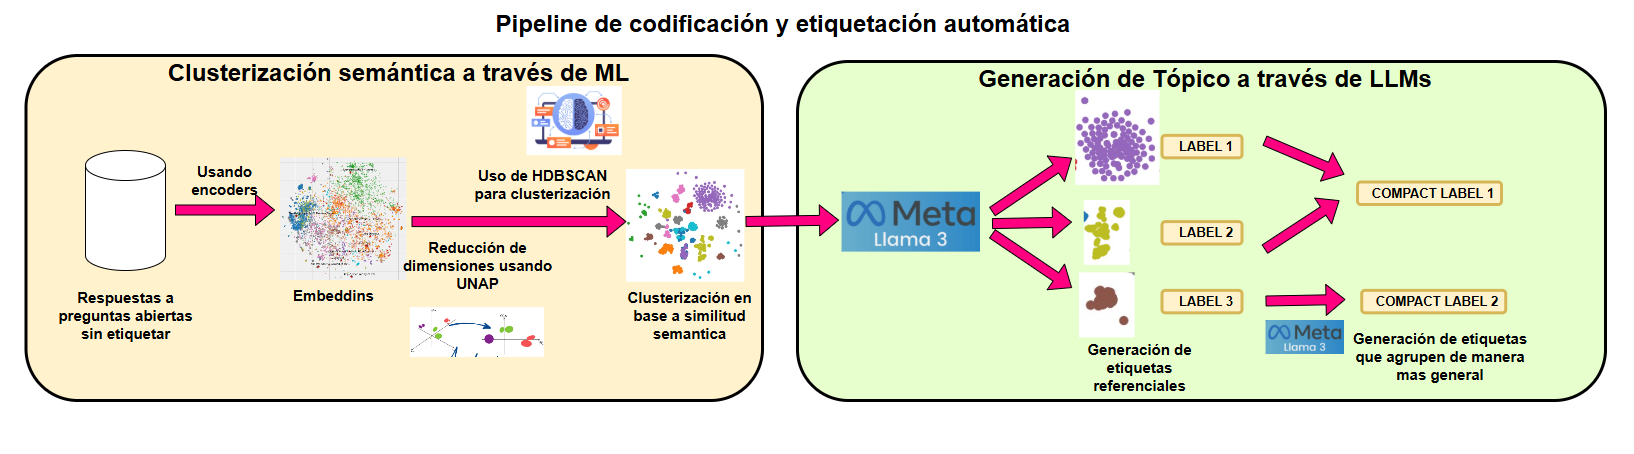 Pipeline de codificación y etiquetación automática
Clusterización semántica a través de ML
Usando
encoders
Uso de HDBSCAN
para clusterización
Reducción de
dimensiones usando
UNAP
Respuestas a
preguntas abiertas
sin etiquetar
Embeddins
Clusterización en
base a similitud
semantica
Generación de Tópico a través de LLMs
Meta
Llama 3
LABEL 1
LABEL 2
LABEL 3
Generación de
etiquetas
referenciales
COMPACT LABEL 1
COMPACT LABEL 2
Meta
Llama 3
Generación de etiquetas
que agrupen de manera
mas general